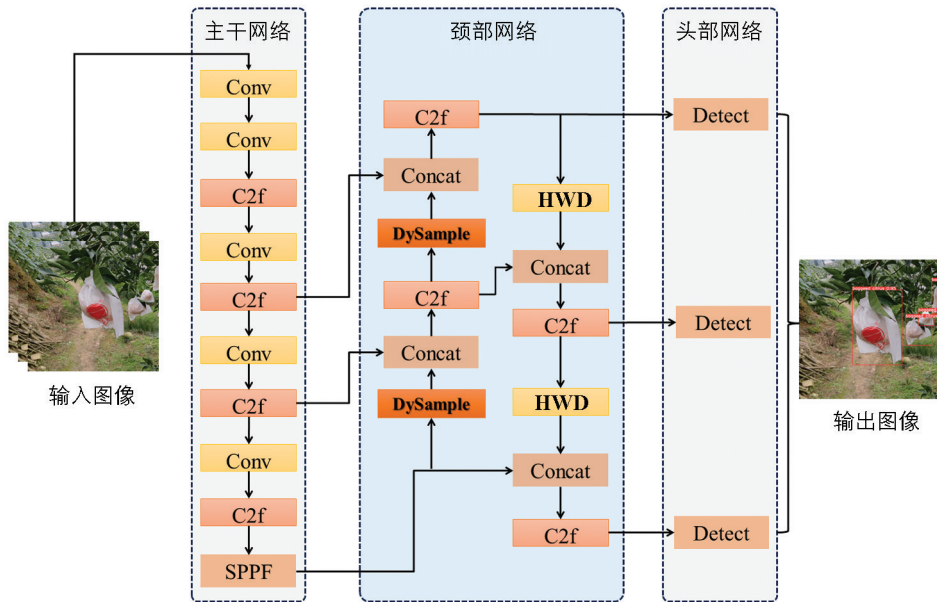 主干网络
颈部网络
头部网络
Conv
Conv
C2f
Conv
C2f
Conv
C2f
Conv
C2f
SPPF
C2f
Concat
DySample
C2f
Concat
DySample
HWD
Concat
C2f
HWD
Concat
C2f
Detect
Detect
Detect
输入图像
输出图像